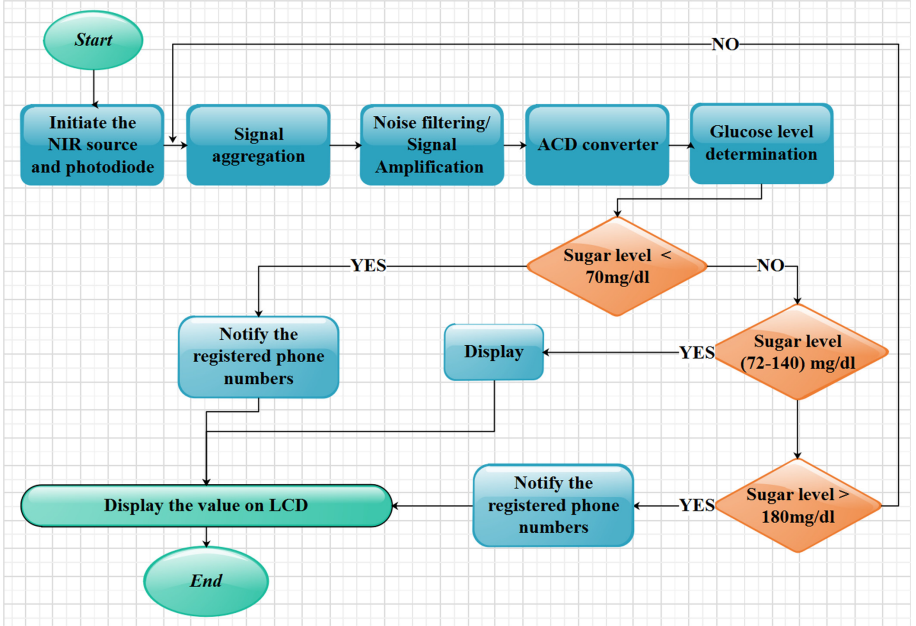 Start
NO
Initiate the
NIR source
and photodiode
Signal
aggregation
Noise filtering/
Signal
Amplification
ACD converter
Glucose level
determination
Sugar level <
70mg/dl
YES
NO
Notify the
registered phone
numbers
Display
YES
Sugar level
(72-140) mg/dl
Display the value on LCD
Notify the
registered phone
numbers
YES
Sugar level >
180mg/dl
End